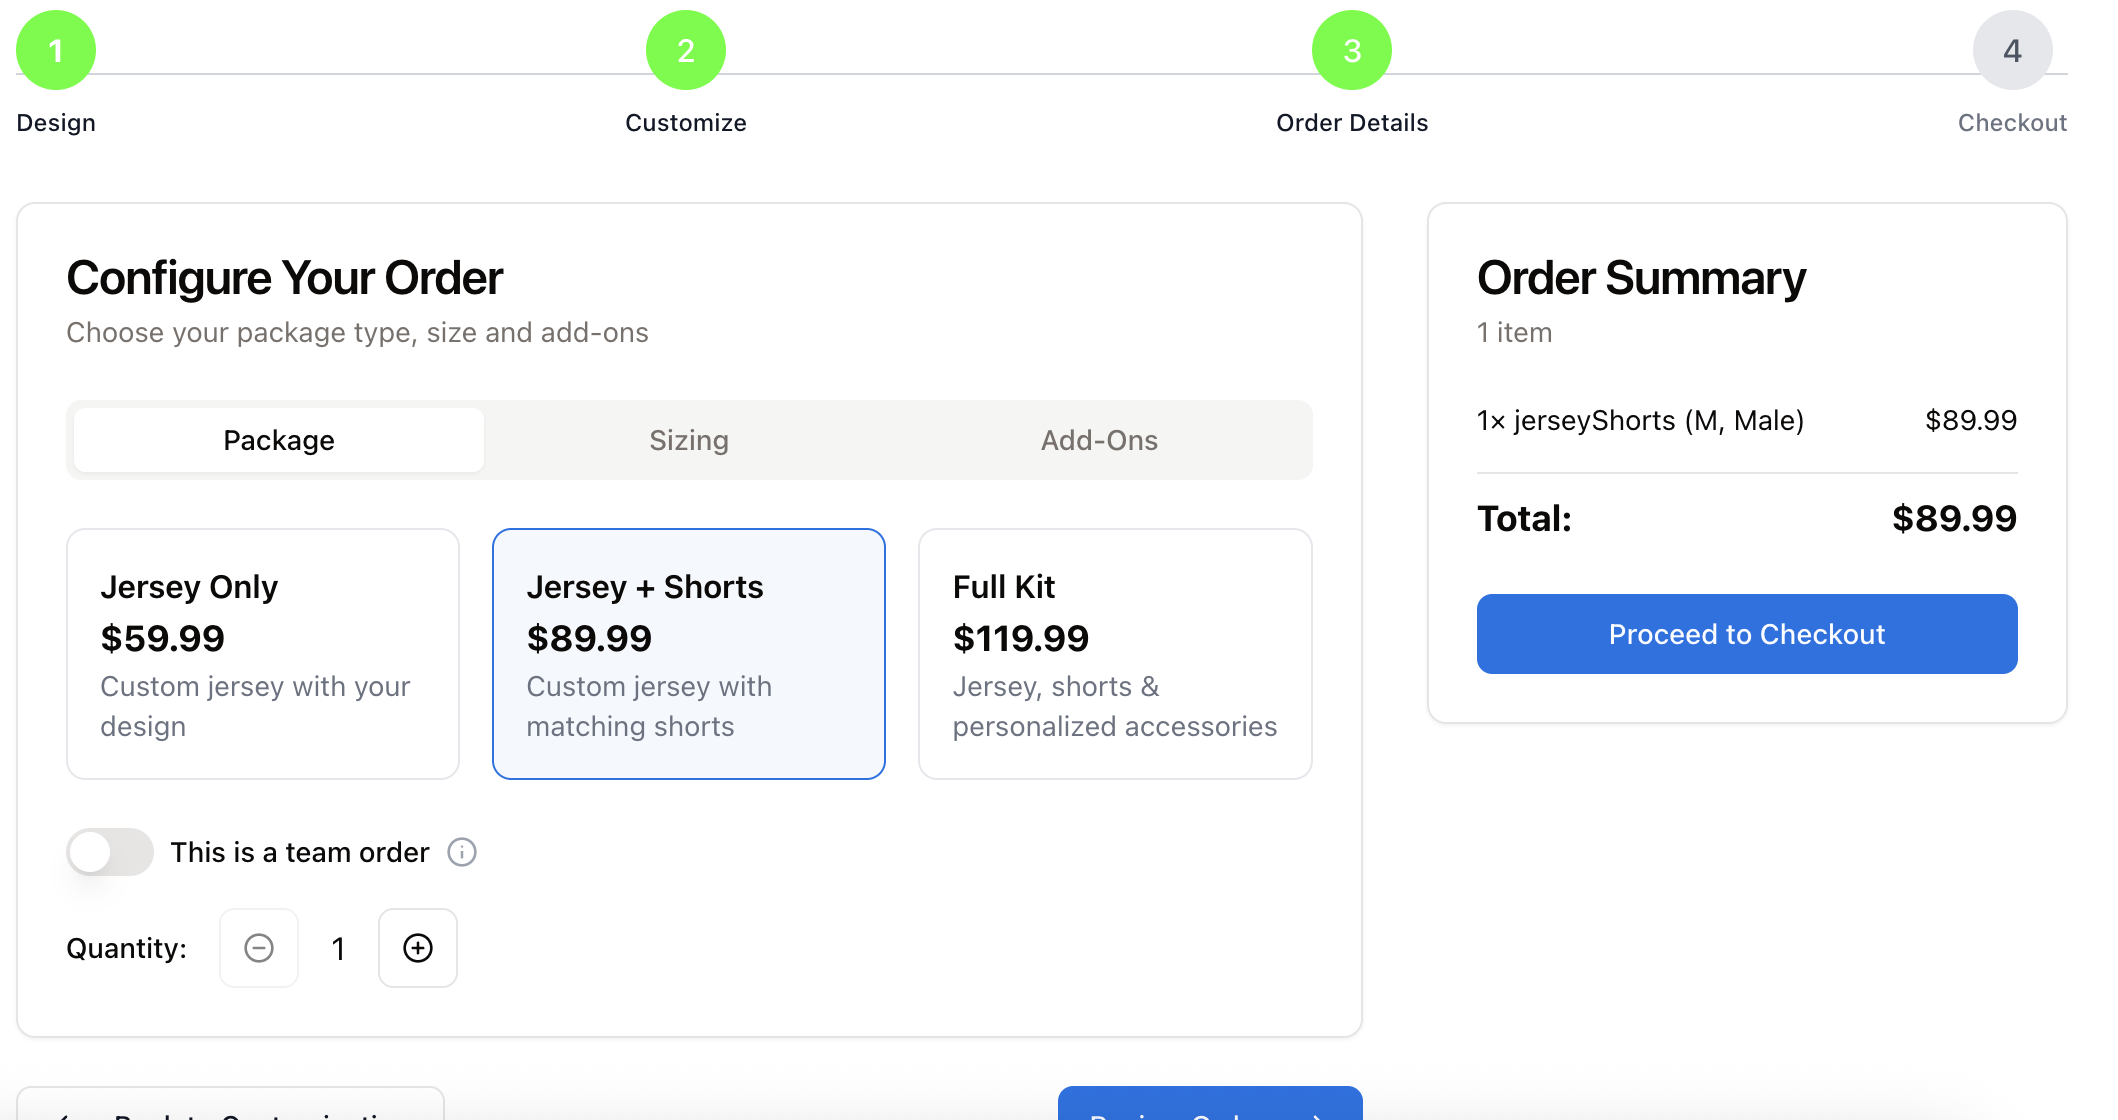 1
2
3
4
Design
Customize
Order Details
Checkout
Configure Your Order
Choose your package type, size and add-ons
Package
Sizing
Add-Ons
Jersey Only
$59.99
Custom jersey with your
design
Jersey + Shorts
$89.99
Custom jersey with
matching shorts
Full Kit
$119.99
Jersey, shorts &
personalized accessories
This is a team order
Quantity:
1
Order Summary
1 item
1× jerseyShorts (M, Male)
$89.99
Total:
$89.99
Proceed to Checkout